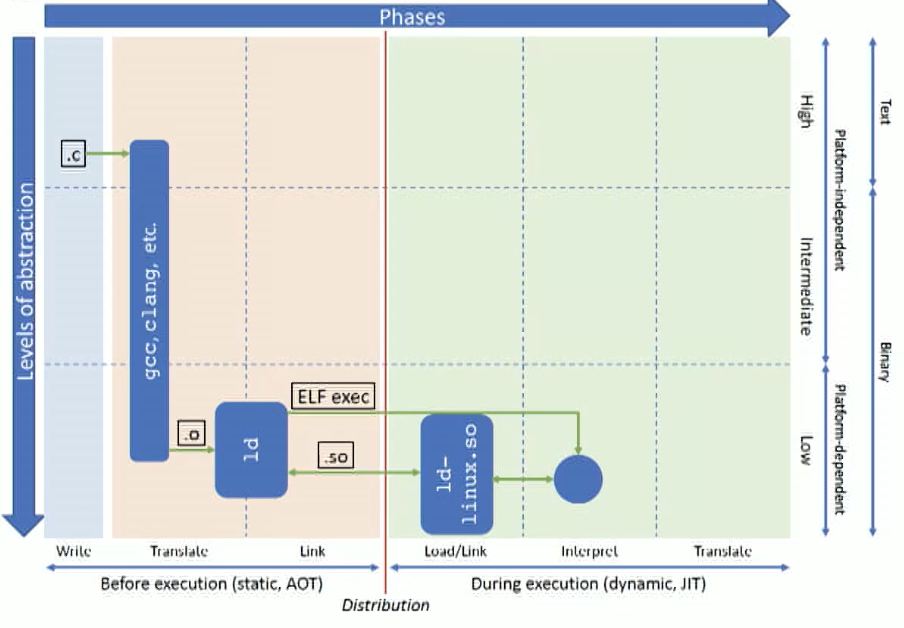 Phases
Levels of abstraction
.c
gcc, clang, etc.
.o
ld
ELF exec
.so
ld-
linux.so
High
Intermediate
Low
Platform-independent
Platform-dependent
Text
Binary
Write
Translate
Link
Load/Link
Interpret
Translate
Before execution (static, AOT)
During execution (dynamic, JIT)
Distribution